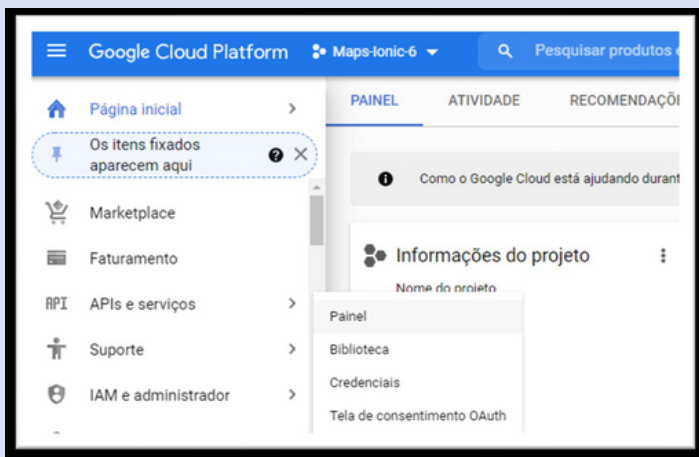 Google Cloud Platform
Maps-Ionic-6
Pesquisar produtos e
Página inicial
Os itens fixados
aparecem aqui
Marketplace
Faturamento
API
APIs e serviços
Suporte
IAM e administrador
PAINEL
ATIVIDADE
RECOMENDAÇÕE
Como o Google Cloud está ajudando durant
Informações do projeto
Nome do projeto
Painel
Biblioteca
Credenciais
Tela de consentimento OAuth